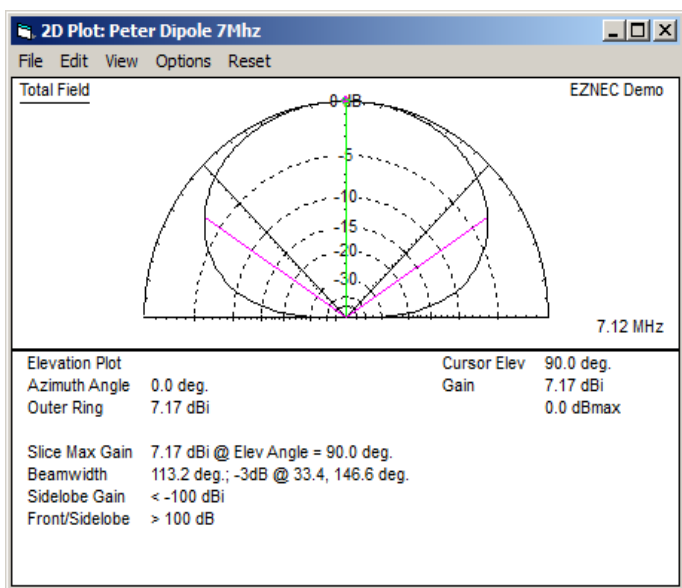 2D Plot: Peter Dipole 7Mhz
File Edit View Options Reset
Total Field
EZNEC Demo
0 dB
-5
-10
-15
-20
-30
7.12 MHz
Elevation Plot
Cursor Elev 90.0 deg.
Azimuth Angle 0.0 deg.
Gain 7.17 dBi
Outer Ring 7.17 dBi
0.0 dBmax
Slice Max Gain 7.17 dBi @ Elev Angle = 90.0 deg.
Beamwidth 113.2 deg.; -3dB @ 33.4, 146.6 deg.
Sidelobe Gain < -100 dBi
Front/Sidelobe > 100 dB